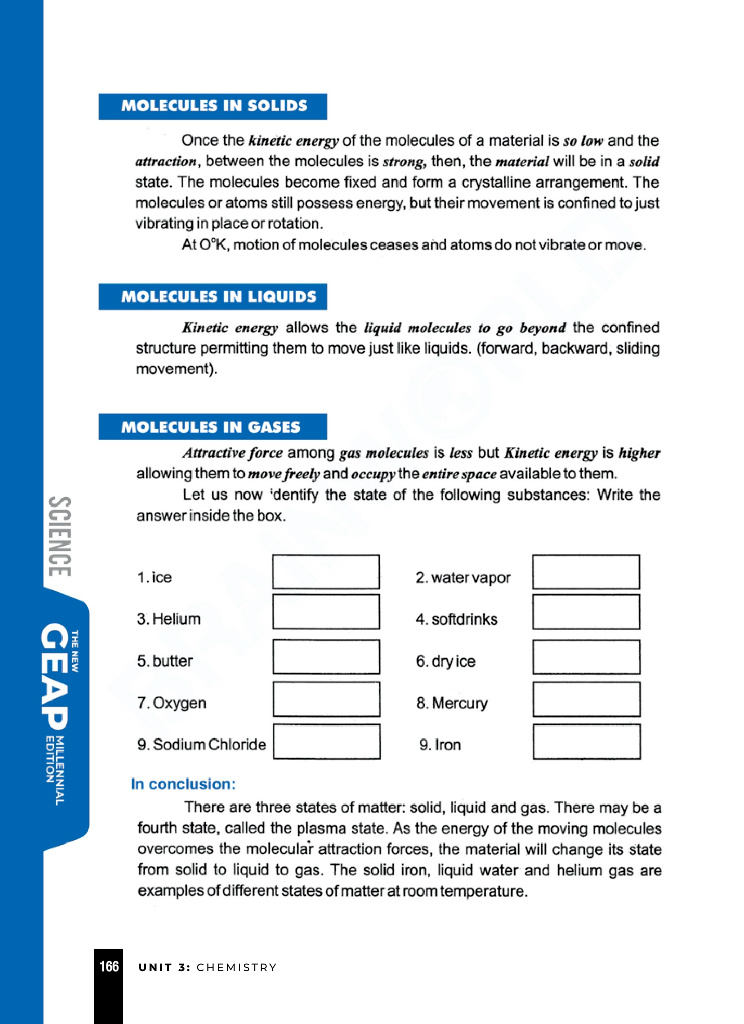 MOLECULES IN SOLIDS
Once the kinetic energy of the molecules of a material is so low and the
attraction, between the molecules is strong, then, the material will be in a solid
state. The molecules become fixed and form a crystalline arrangement. The
molecules or atoms still possess energy, but their movement is confined to just
vibrating in place or rotation.
At O°K, motion of molecules ceases and atoms do not vibrate or move.
MOLECULES IN LIQUIDS
Kinetic energy allows the liquid molecules to go beyond the confined
structure permitting them to move just like liquids. (forward, backward, sliding
movement).
MOLECULES IN GASES
Attractive force among gas molecules is less but Kinetic energy is higher
allowing them to move freely and occupy the entire space available to them.
Let us now identify the state of the following substances: Write the
answer inside the box.
1. ice
2. water vapor
3. Helium
4. softdrinks
5. butter
6. dry ice
7. Oxygen
8. Mercury
9. Sodium Chloride
9. Iron
In conclusion:
There are three states of matter: solid, liquid and gas. There may be a
fourth state, called the plasma state. As the energy of the moving molecules
overcomes the molecular attraction forces, the material will change its state
from solid to liquid to gas. The solid iron, liquid water and helium gas are
examples of different states of matter at room temperature.
SCIENCE
THE NEW
GEAP
MILLENNIAL
EDITION
166 UNIT 3: CHEMISTRY